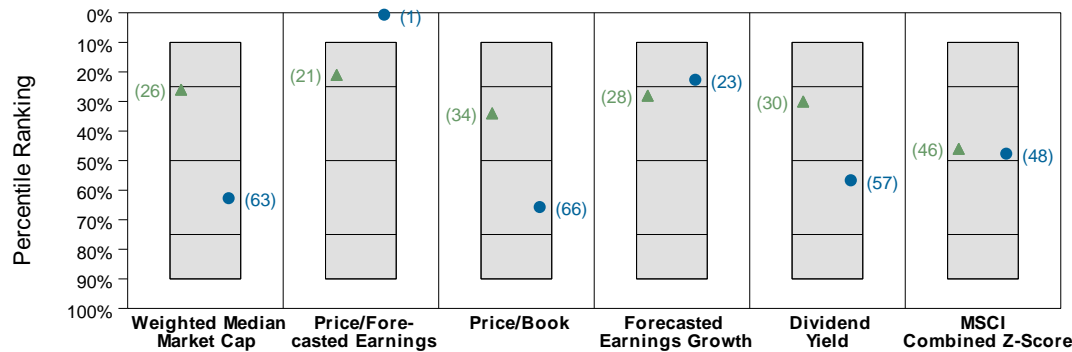 Percentile Ranking
0%
10%
20%
30%
40%
50%
60%
70%
80%
90%
100%
(26)
(63)
(21)
(1)
(34)
(66)
(28)
(23)
(30)
(57)
(46)
(48)
Weighted Median
Market Cap
Price/Fore-
casted Earnings
Price/Book
Forecasted
Earnings Growth
Dividend
Yield
MSCI
Combined Z-Score